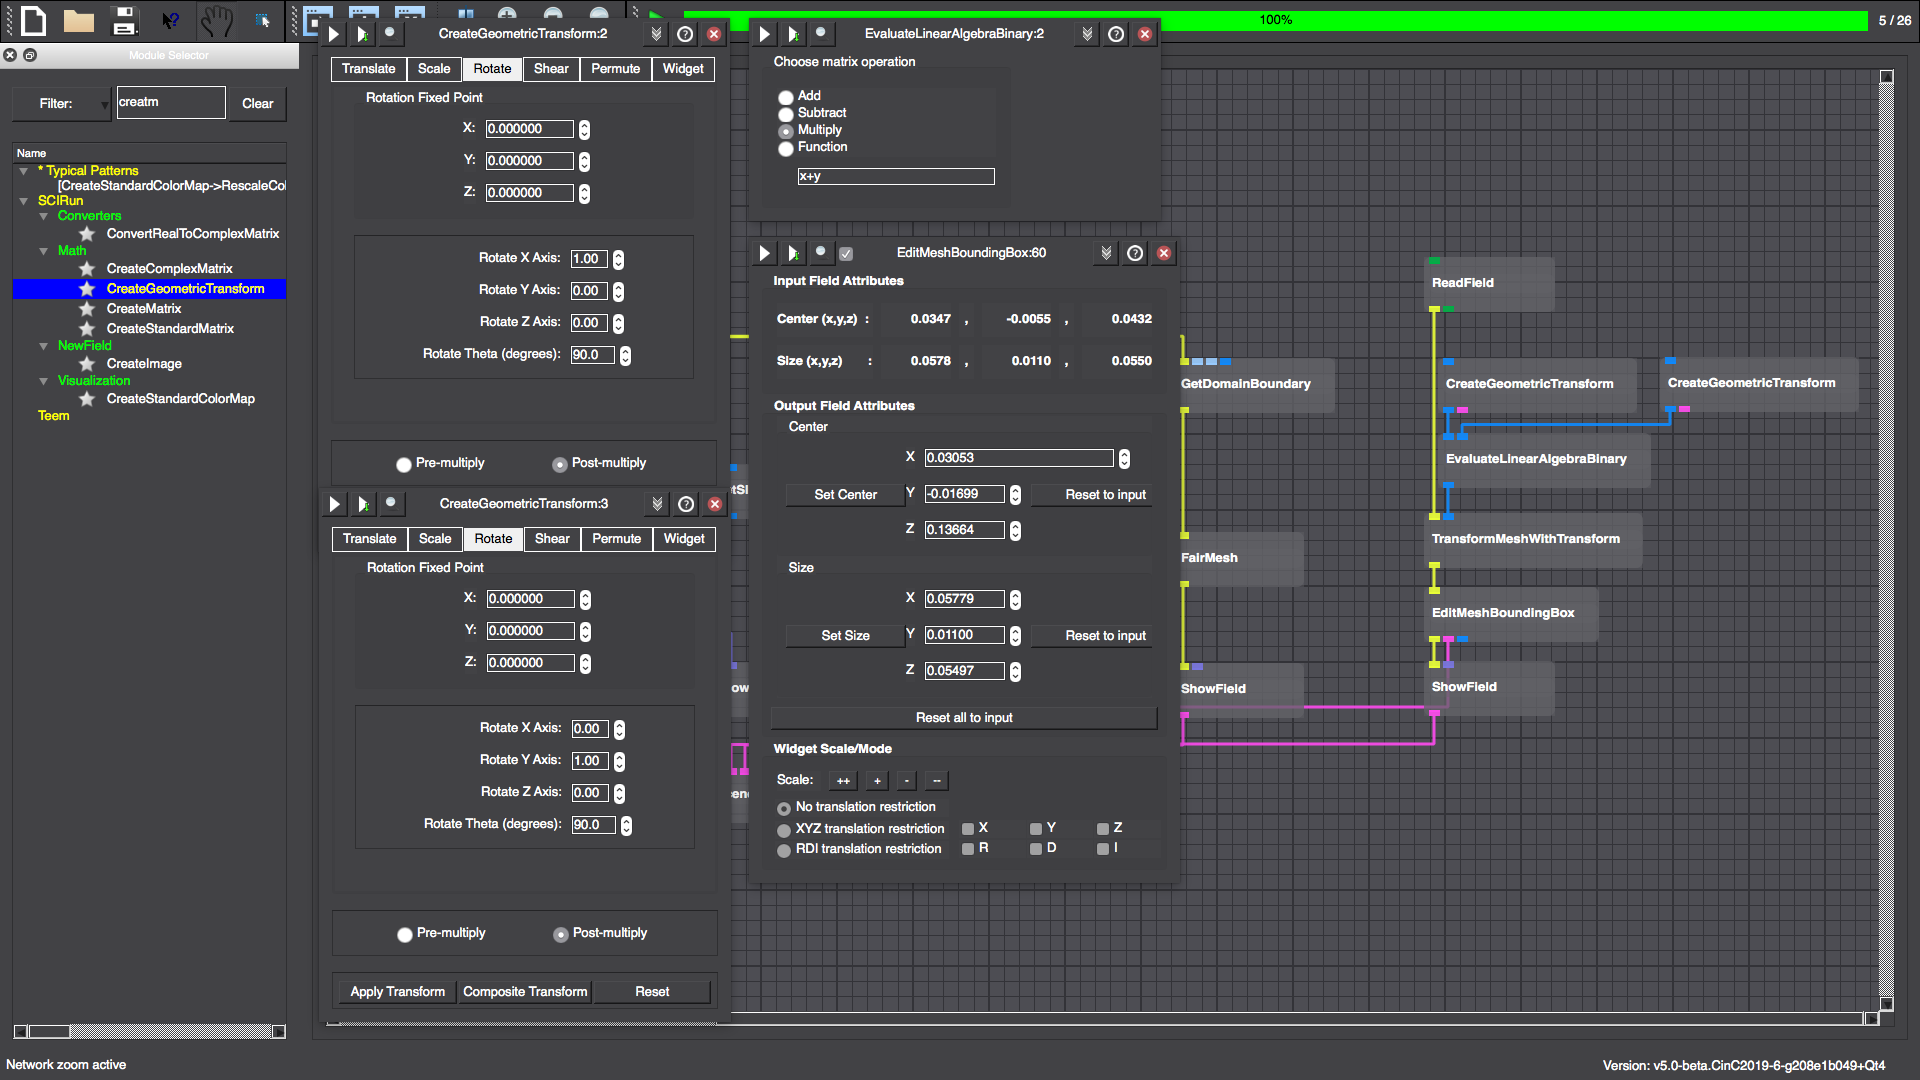 100%
5 / 26
Module Selector
Filter:
creatm
Clear
Name
* Typical Patterns
[CreateStandardColorMap->RescaleCol
SCIRun
Converters
ConvertRealToComplexMatrix
Math
CreateComplexMatrix
CreateGeometricTransform
CreateMatrix
CreateStandardMatrix
NewField
CreateImage
Visualization
CreateStandardColorMap
Teem
CreateGeometricTransform:2
Translate
Scale
Rotate
Shear
Permute
Widget
Rotation Fixed Point
X: 0.000000
Y: 0.000000
Z: 0.000000
Rotate X Axis: 1.00
Rotate Y Axis: 0.00
Rotate Z Axis: 0.00
Rotate Theta (degrees): 90.0
Pre-multiply
Post-multiply
CreateGeometricTransform:3
Translate
Scale
Rotate
Shear
Permute
Widget
Rotation Fixed Point
X: 0.000000
Y: 0.000000
Z: 0.000000
Rotate X Axis: 0.00
Rotate Y Axis: 1.00
Rotate Z Axis: 0.00
Rotate Theta (degrees): 90.0
Pre-multiply
Post-multiply
Apply Transform
Composite Transform
Reset
EvaluateLinearAlgebraBinary:2
Choose matrix operation
Add
Subtract
Multiply
Function
x+y
EditMeshBoundingBox:60
Input Field Attributes
Center (x,y,z) : 0.0347 , -0.0055 , 0.0432
Size (x,y,z) : 0.0578 , 0.0110 , 0.0550
Output Field Attributes
Center
X 0.03053
Set Center Y -0.01699 Reset to input
Z 0.13664
Size
X 0.05779
Set Size Y 0.01100 Reset to input
Z 0.05497
Reset all to input
Widget Scale/Mode
Scale: ++ + - --
No translation restriction
XYZ translation restriction X Y Z
RDI translation restriction R D I
GetDomainBoundary
FairMesh
ShowField
ReadField
CreateGeometricTransform
CreateGeometricTransform
EvaluateLinearAlgebraBinary
TransformMeshWithTransform
EditMeshBoundingBox
ShowField
Network zoom active
Version: v5.0-beta.CinC2019-6-g208e1b049+Qt4